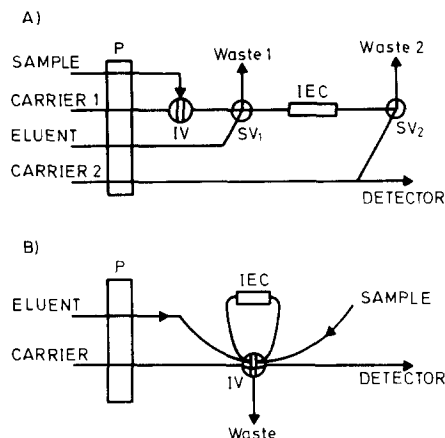 A)
Waste 1
Waste 2
P
SAMPLE
CARRIER 1
IEC
IV
SV1
SV2
ELUENT
CARRIER 2
DETECTOR
B)
P
IEC
ELUENT
SAMPLE
CARRIER
IV
DETECTOR
Waste